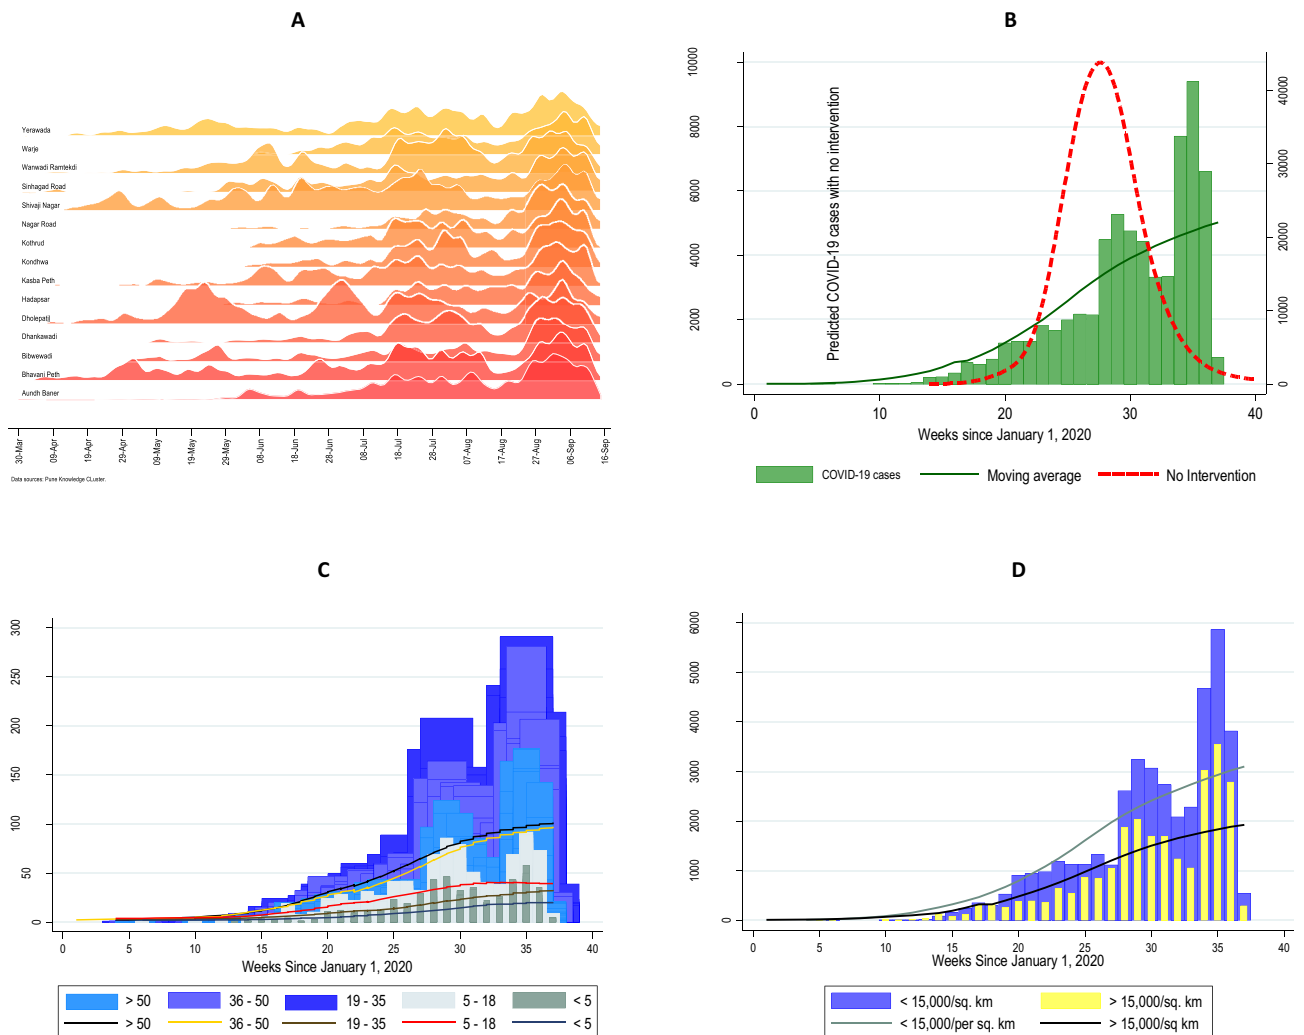 A
Yerawada
Warje
Wanwadi Ramtekdi
Sinhagad Road
Shivaji Nagar
Nagar Road
Kothrud
Kondhwa
Kasba Peth
Hadapsar
Dholepatil
Dhankawadi
Bibwewadi
Bhavani Peth
Aundh Baner
30-Mar
09-Apr
19-Apr
29-Apr
09-May
19-May
29-May
08-Jun
18-Jun
28-Jun
08-Jul
18-Jul
28-Jul
07-Aug
17-Aug
27-Aug
06-Sep
16-Sep
Data sources: Pune Knowledge CLuster.
B
10000
8000
6000
4000
2000
0
Predicted COVID-19 cases with no intervention
40000
30000
20000
10000
0
0 10 20 30 40
Weeks since January 1, 2020
COVID-19 cases Moving average No Intervention
C
300
250
200
150
100
50
0
0 5 10 15 20 25 30 35 40
Weeks Since January 1, 2020
> 50 36 - 50 19 - 35 5 - 18 < 5
> 50 36 - 50 19 - 35 5 - 18 < 5
D
6000
5000
4000
3000
2000
1000
0
0 5 10 15 20 25 30 35 40
Weeks Since January 1, 2020
< 15,000/sq. km > 15,000/sq. km
< 15,000/per sq. km > 15,000/sq km